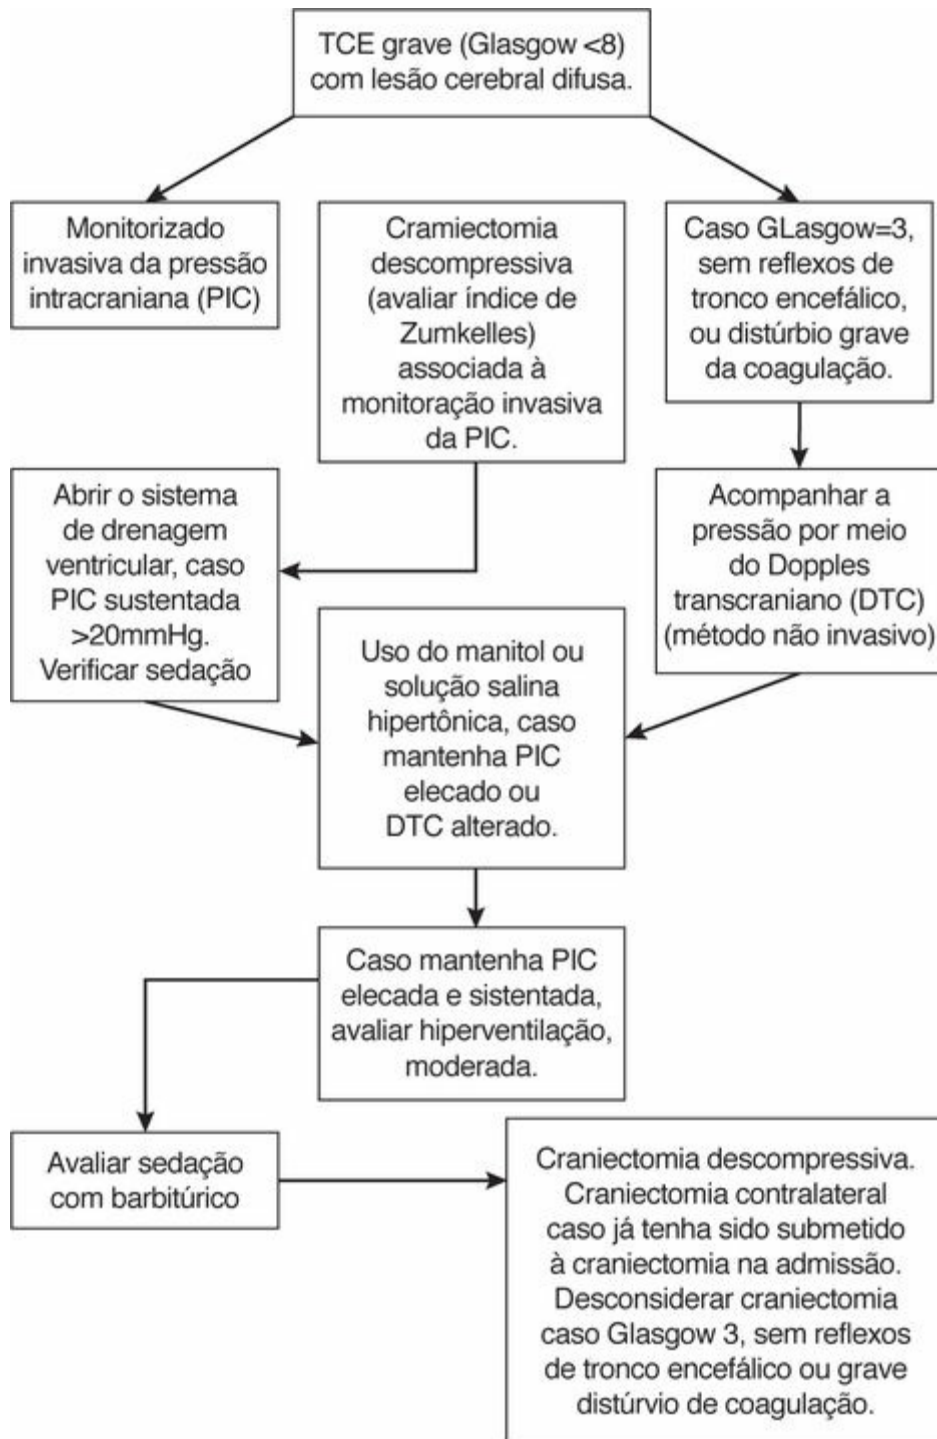 TCE grave (Glasgow <8)
com lesão cerebral difusa.
Monitorizado
invasiva da pressão
intracraniana (PIC)
Cramiectomia
descompressiva
(avaliar índice de
Zumkelles)
associada à
monitoração invasiva
da PIC.
Caso GLasgow=3,
sem reflexos de
tronco encefálico,
ou distúrbio grave
da coagulação.
Abrir o sistema
de drenagem
ventricular, caso
PIC sustentada
>20mmHg.
Verificar sedação
Acompanhar a
pressão por meio
do Dopples
transcraniano (DTC)
(método não invasivo)
Uso do manitol ou
solução salina
hipertônica, caso
mantenha PIC
elecado ou
DTC alterado.
Caso mantenha PIC
elecada e sistentada,
avaliar hiperventilação,
moderada.
Avaliar sedação
com barbitúrico
Craniectomia descompressiva.
Craniectomia contralateral
caso já tenha sido submetido
à craniectomia na admissão.
Desconsiderar craniectomia
caso Glasgow 3, sem reflexos
de tronco encefálico ou grave
distúrvio de coagulação.